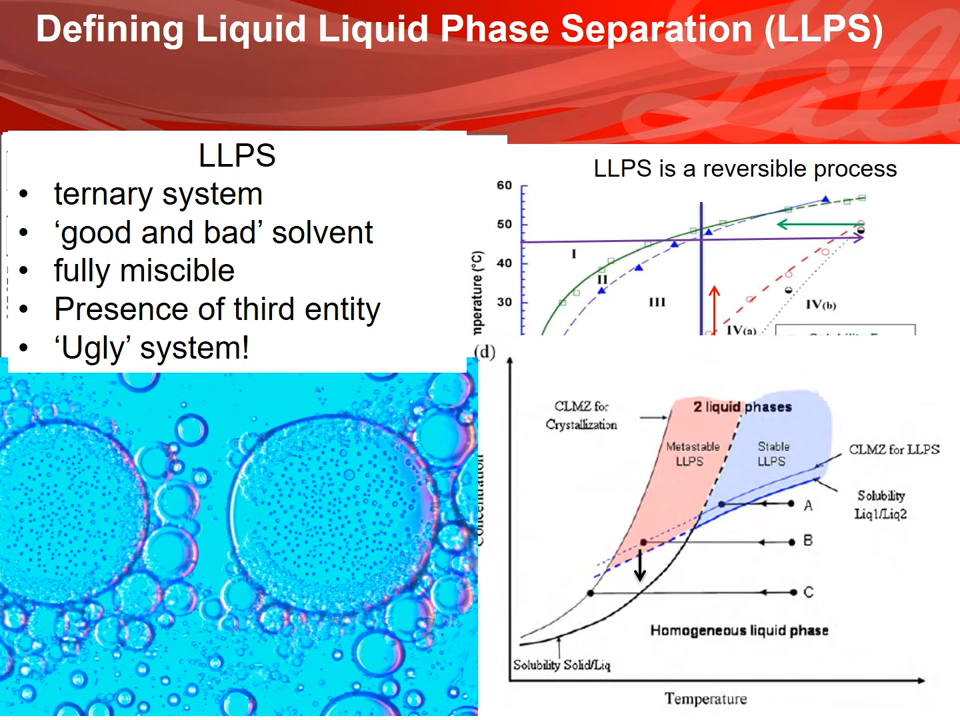 Defining Liquid Liquid Phase Separation (LLPS)
Lill
LLPS
• ternary system
• ‘good and bad’ solvent
• fully miscible
• Presence of third entity
• ‘Ugly’ system!
LLPS is a reversible process
60
50
40
30
mperature (°C)
I
II
III
IV(a)
IV(b)
(d)
Concentration
CLMZ for
Crystallization
2 liquid phases
Metastable
LLPS
Stable
LLPS
CLMZ for LLPS
Solubility
Liq1/Liq2
A
B
C
Homogeneous liquid phase
Solubility Solid/Liq
Temperature